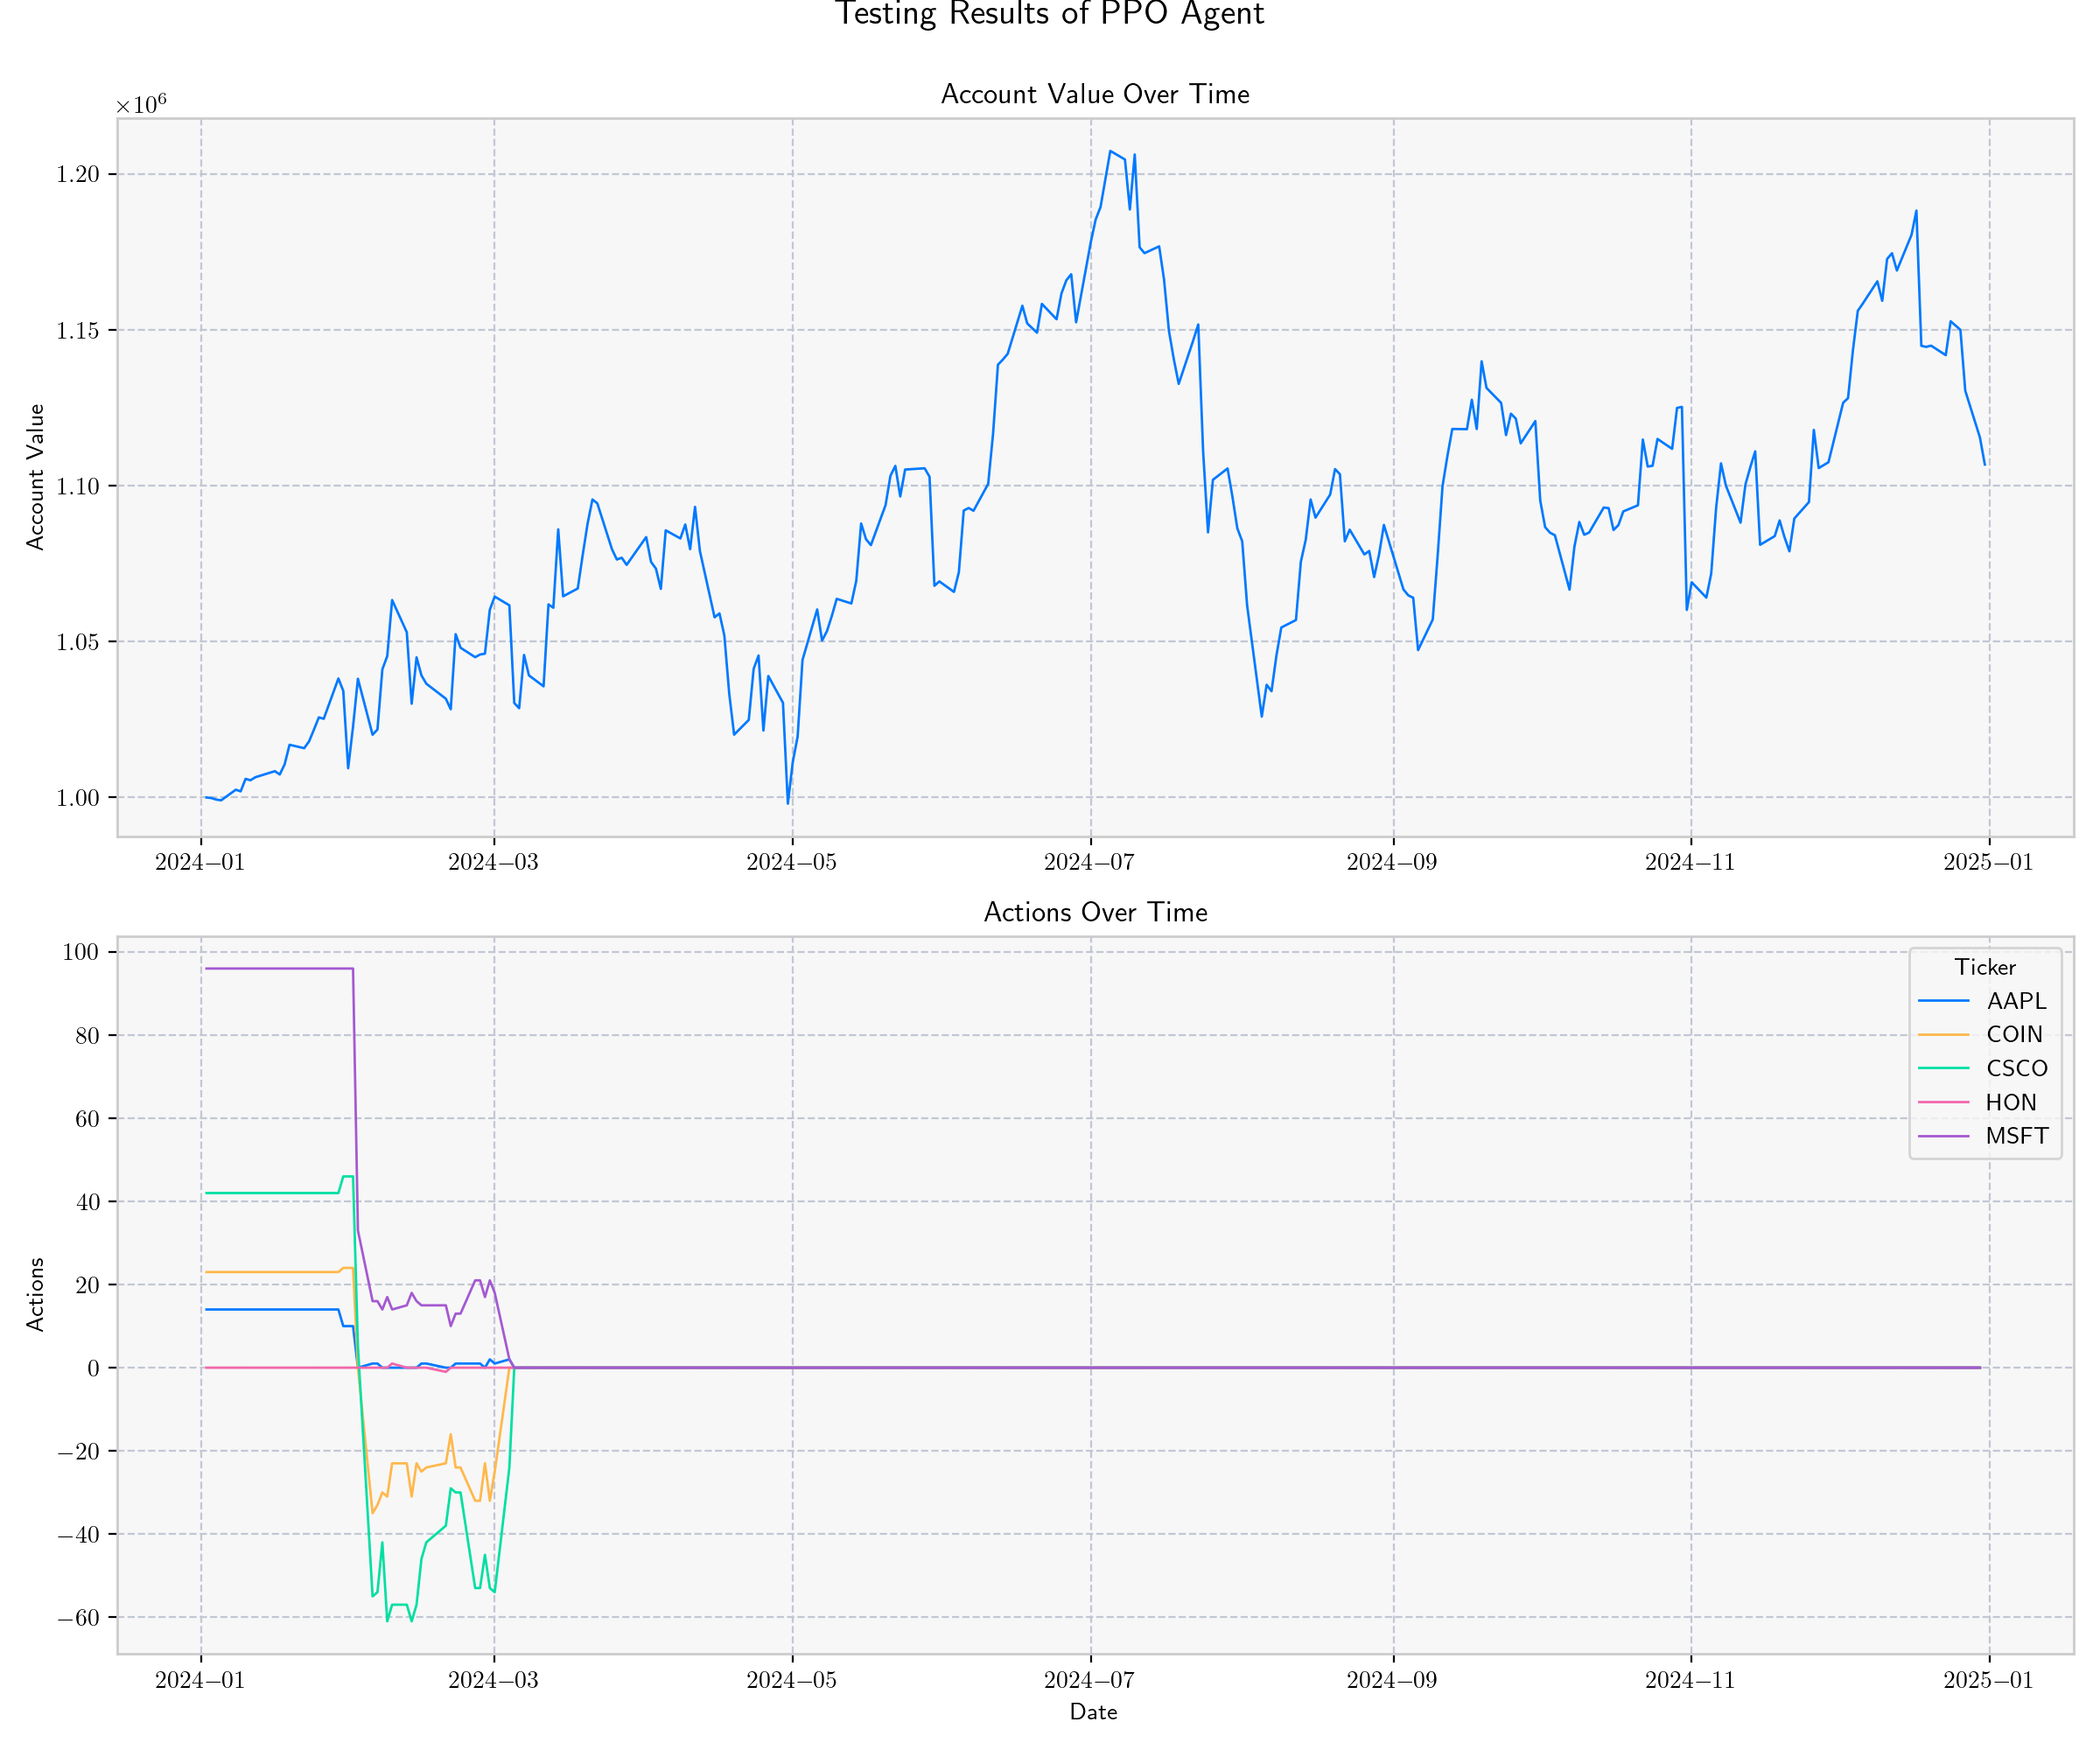 Testing Results of PPO Agent
Account Value Over Time
×10⁶
1.20
1.15
1.10
1.05
1.00
Account Value
2024−01 2024−03 2024−05 2024−07 2024−09 2024−11 2025−01
Actions Over Time
100
80
60
40
20
0
−20
−40
−60
Actions
Ticker
AAPL
COIN
CSCO
HON
MSFT
2024−01 2024−03 2024−05 2024−07 2024−09 2024−11 2025−01
Date